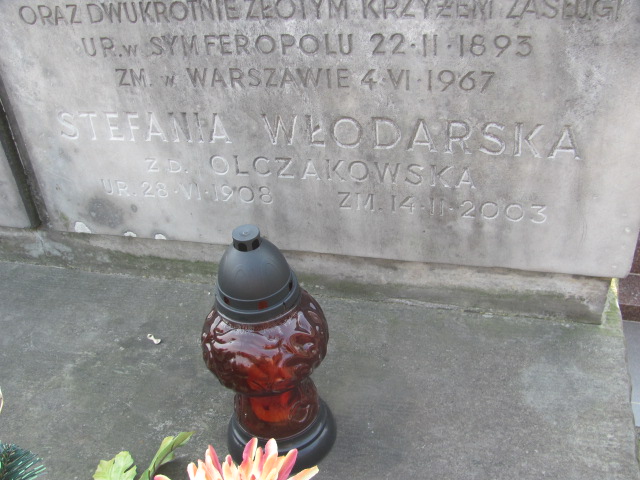 ORAZ DWUKROTNIE ZŁOTYM KRZYŻEM ZASŁUGI
UR. W SYMFEROPOLU 22·II·1893
ZM. W WARSZAWIE 4·VI·1967
STEFANIA WŁODARSKA
Z D. OLCZAKOWSKA
UR. 28·VI·1908 ZM. 14·II·2003